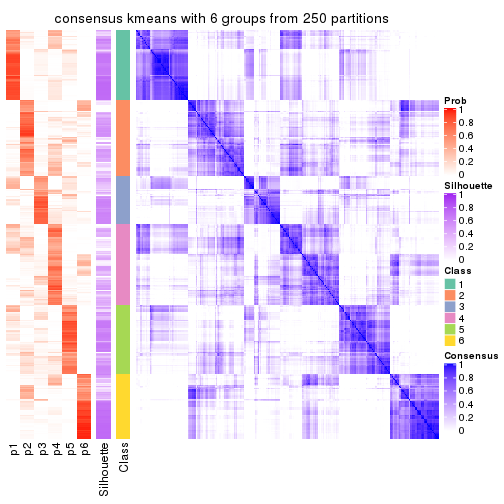 consensus kmeans with 6 groups from 250 partitions
Prob
1
0.8
0.6
0.4
0.2
0
Silhouette
1
0.8
0.6
0.4
0.2
0
Class
1
2
3
4
5
6
Consensus
1
0.8
0.6
0.4
0.2
0
p1
p2
p3
p4
p5
p6
Silhouette
Class